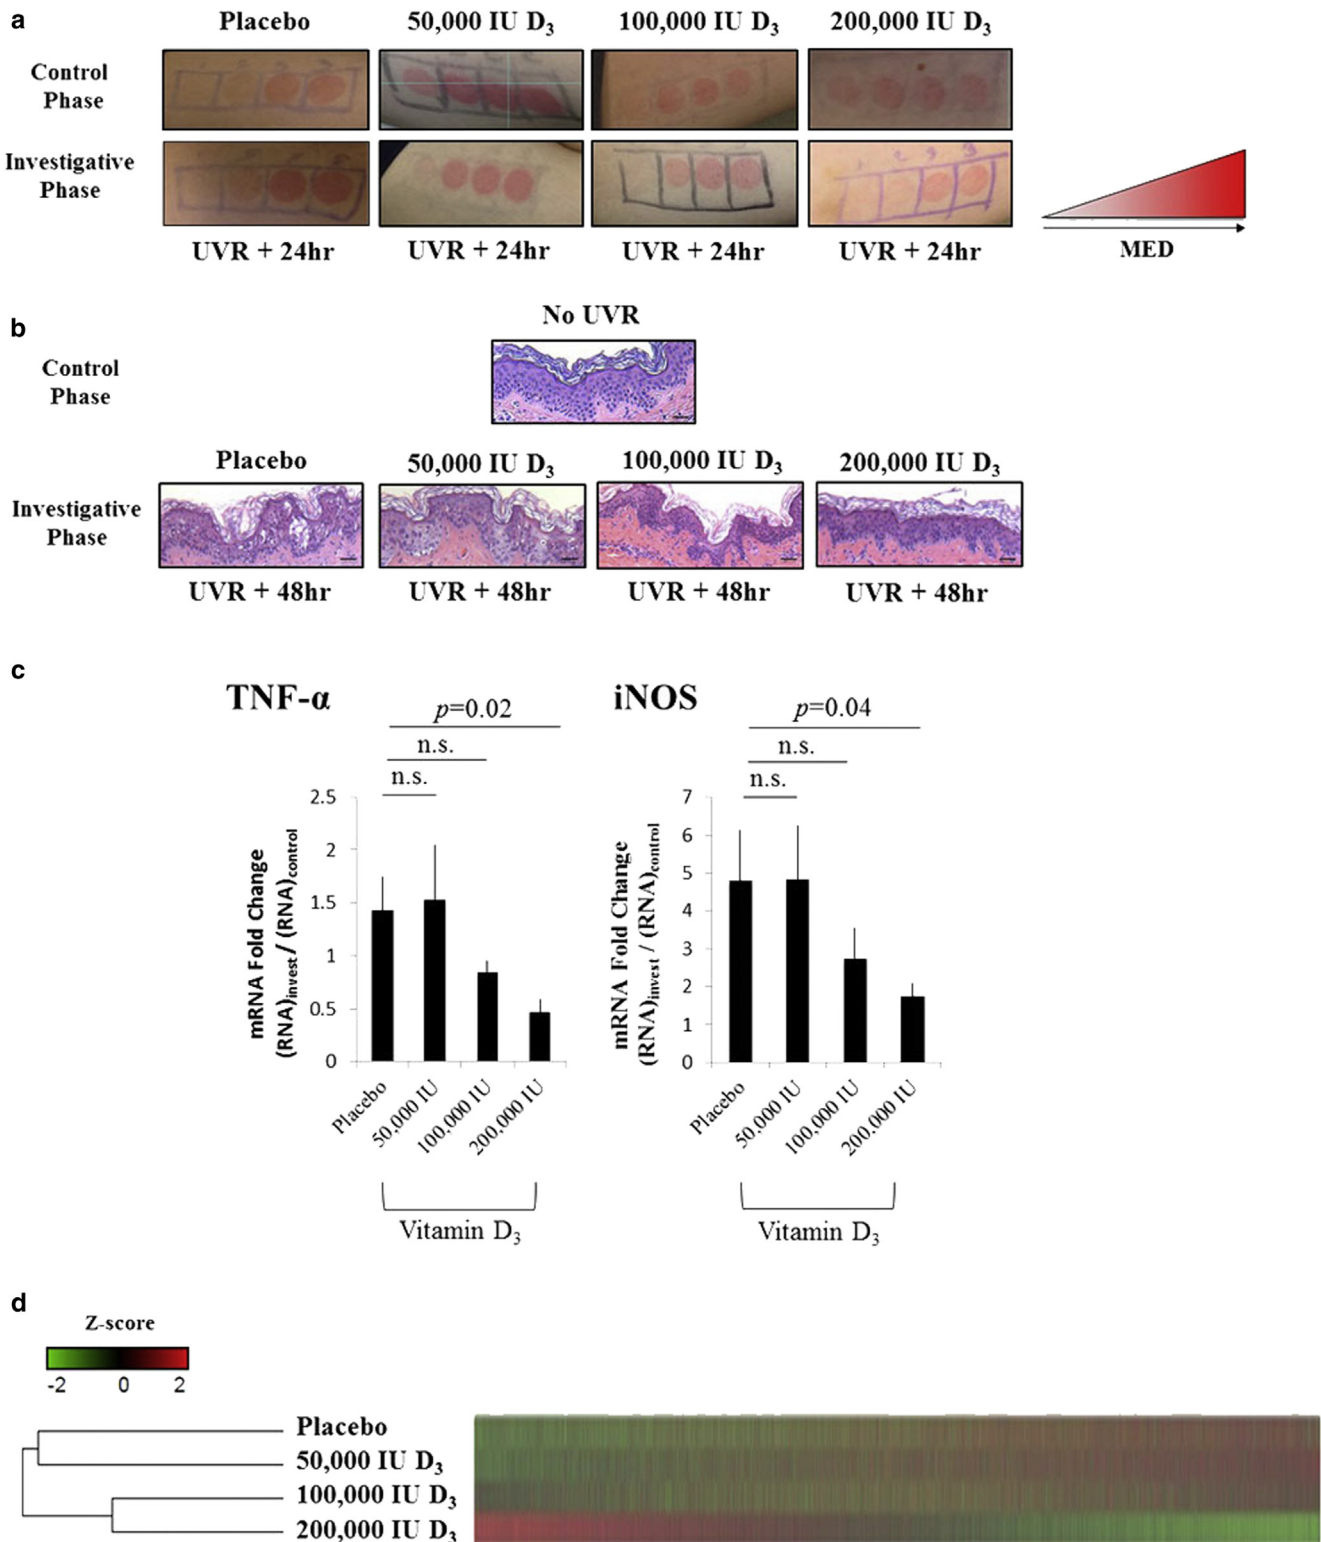 a
Placebo
50,000 IU D3
100,000 IU D3
200,000 IU D3
Control
Phase
Investigative
Phase
UVR + 24hr
UVR + 24hr
UVR + 24hr
UVR + 24hr
MED
b
No UVR
Control
Phase
Placebo
50,000 IU D3
100,000 IU D3
200,000 IU D3
Investigative
Phase
UVR + 48hr
UVR + 48hr
UVR + 48hr
UVR + 48hr
c
TNF-α
p=0.02
n.s.
n.s.
2.5
2
1.5
1
0.5
0
mRNA Fold Change
(RNA)invest / (RNA)control
Placebo
50,000 IU
100,000 IU
200,000 IU
Vitamin D3
iNOS
p=0.04
n.s.
n.s.
7
6
5
4
3
2
1
0
mRNA Fold Change
(RNA)invest / (RNA)control
Placebo
50,000 IU
100,000 IU
200,000 IU
Vitamin D3
d
Z-score
-2 0 2
Placebo
50,000 IU D3
100,000 IU D3
200,000 IU D3